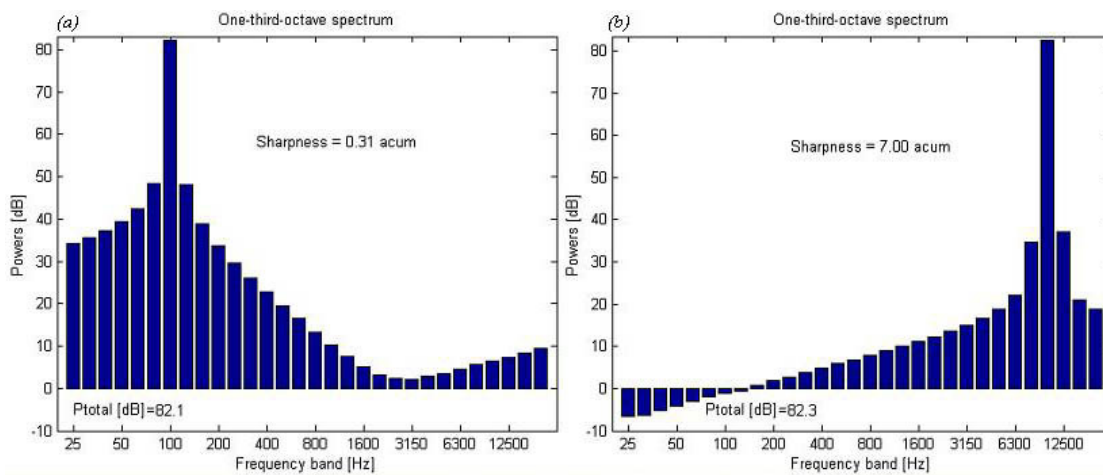 (a)
One-third-octave spectrum
80
70
60
50
40
30
20
10
0
-10
Powers [dB]
Sharpness = 0.31 acum
Ptotal [dB]=82.1
25 50 100 200 400 800 1600 3150 6300 12500
Frequency band [Hz]
(b)
One-third-octave spectrum
80
70
60
50
40
30
20
10
0
-10
Powers [dB]
Sharpness = 7.00 acum
Ptotal [dB]=82.3
25 50 100 200 400 800 1600 3150 6300 12500
Frequency band [Hz]